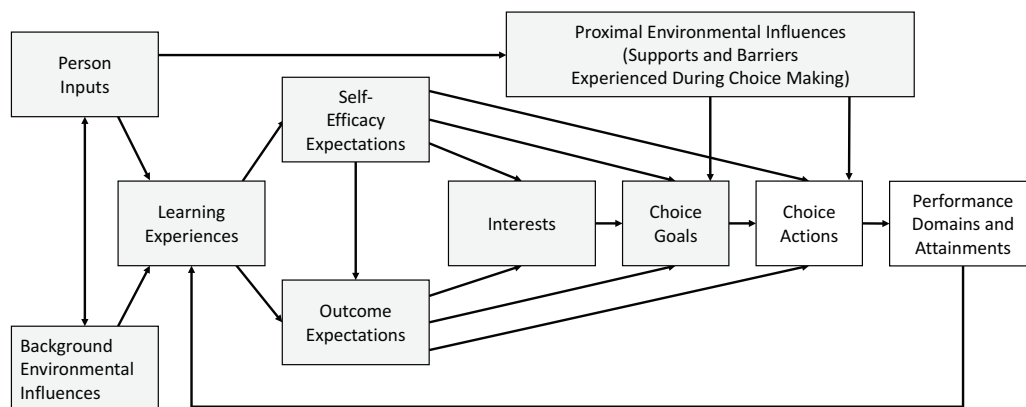 Person
Inputs
Proximal Environmental Influences
(Supports and Barriers
Experienced During Choice Making)
Self-
Efficacy
Expectations
Learning
Experiences
Interests
Choice
Goals
Choice
Actions
Performance
Domains and
Attainments
Outcome
Expectations
Background
Environmental
Influences